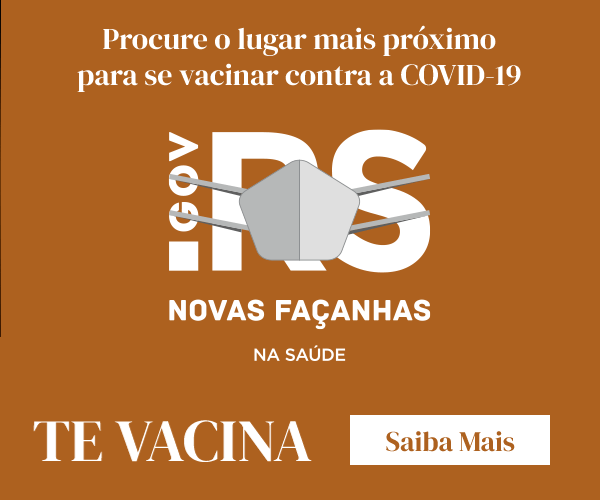 Procure o lugar mais próximo
para se vacinar contra a COVID-19
.GOV
RS
NOVAS FAÇANHAS
NA SAÚDE
TE VACINA
Saiba Mais